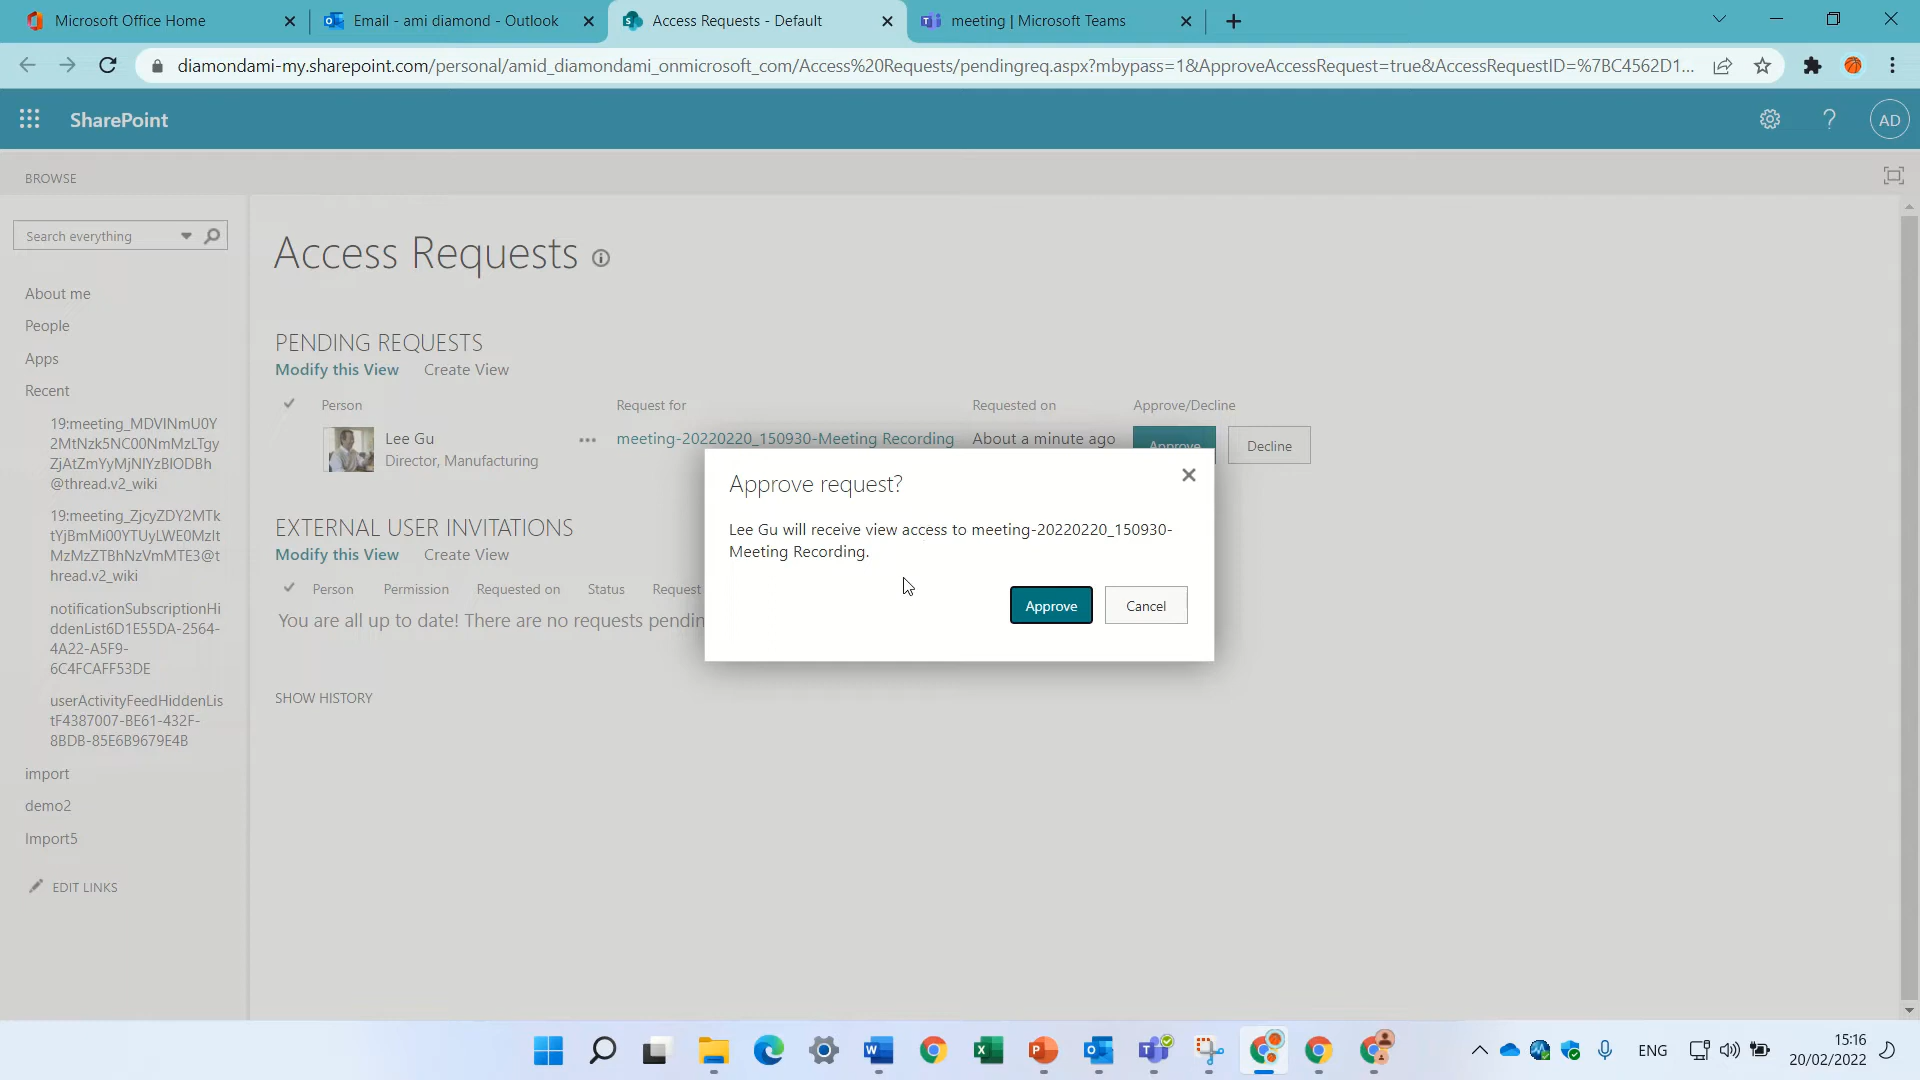 Microsoft Office Home
Email - ami diamond - Outlook
Access Requests - Default
meeting | Microsoft Teams
diamondami-my.sharepoint.com/personal/amid_diamondami_onmicrosoft_com/Access%20Requests/pendingreq.aspx?mbypass=1&ApproveAccessRequest=true&AccessRequestID=%7BC4562D1...
SharePoint
AD
BROWSE
Search everything
About me
People
Apps
Recent
19:meeting_MDVINmU0Y
2MtNzk5NC00NmMzLTgy
ZjAtZmYyMjNlYzBlODBh
@thread.v2_wiki
19:meeting_ZjcyZDY2MTk
tYjBmMi00YTUyLWE0MzIt
MzMzZTBhNzVmMTE3@t
hread.v2_wiki
notificationSubscriptionHi
ddenList6D1E55DA-2564-
4A22-A5F9-
6C4FCAFF53DE
userActivityFeedHiddenLis
tF4387007-BE61-432F-
8BDB-85E6B9679E4B
import
demo2
Import5
EDIT LINKS
Access Requests
PENDING REQUESTS
Modify this View Create View
Person Request for Requested on Approve/Decline
Lee Gu
Director, Manufacturing
meeting-20220220_150930-Meeting Recording
About a minute ago
Approve
Decline
EXTERNAL USER INVITATIONS
Modify this View Create View
Person Permission Requested on Status Request
You are all up to date! There are no requests pendin
SHOW HISTORY
Approve request?
Lee Gu will receive view access to meeting-20220220_150930-
Meeting Recording.
Approve
Cancel
ENG
15:16
20/02/2022